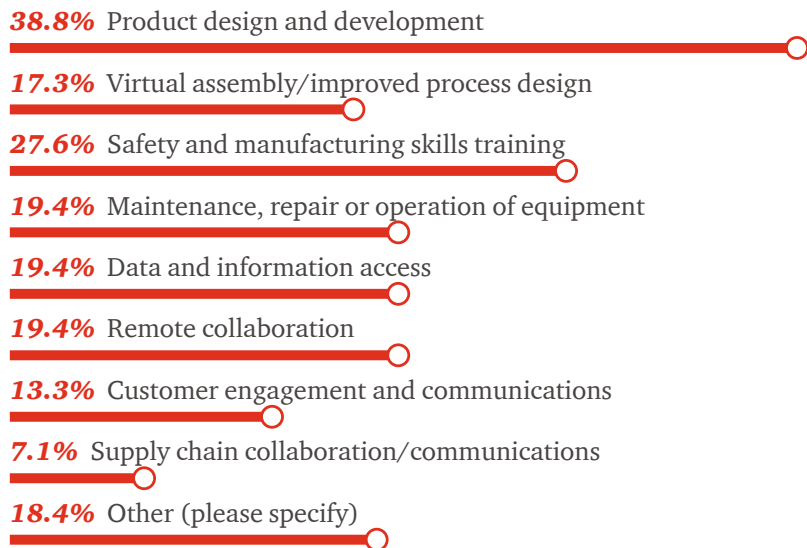 38.8% Product design and development
17.3% Virtual assembly/improved process design
27.6% Safety and manufacturing skills training
19.4% Maintenance, repair or operation of equipment
19.4% Data and information access
19.4% Remote collaboration
13.3% Customer engagement and communications
7.1% Supply chain collaboration/communications
18.4% Other (please specify)